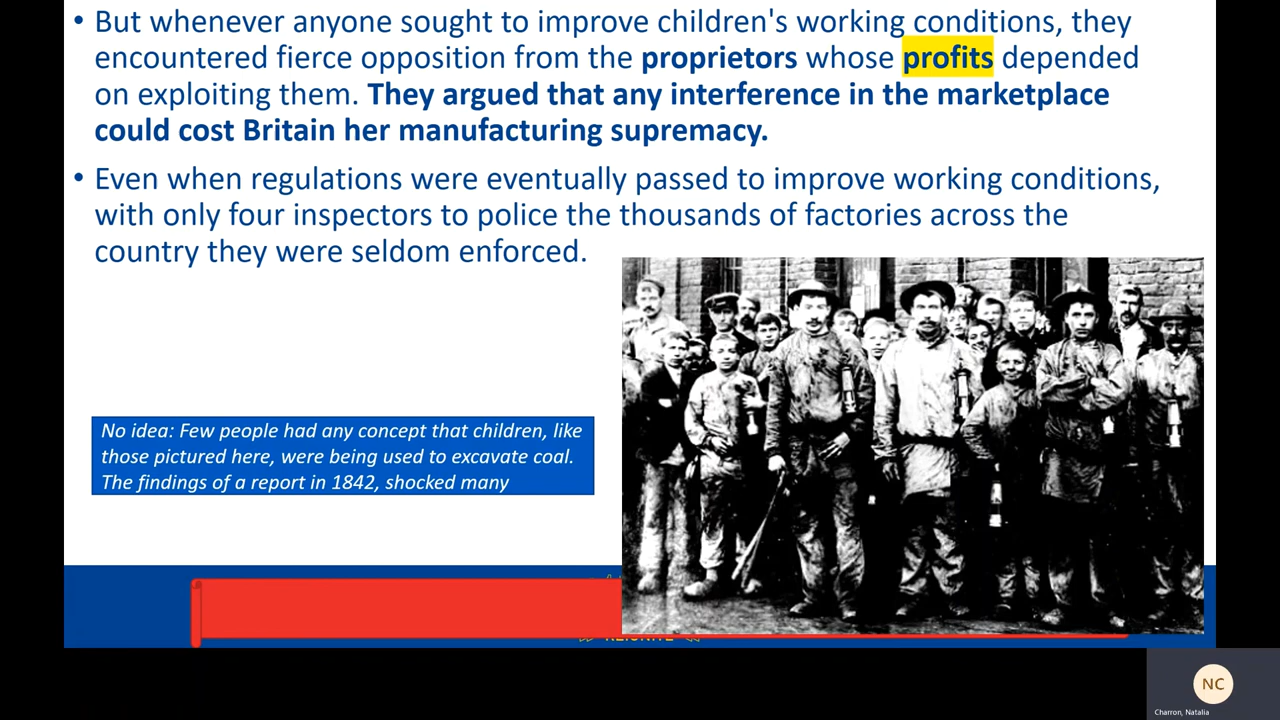 • But whenever anyone sought to improve children's working conditions, they
encountered fierce opposition from the proprietors whose profits depended
on exploiting them. They argued that any interference in the marketplace
could cost Britain her manufacturing supremacy.
• Even when regulations were eventually passed to improve working conditions,
with only four inspectors to police the thousands of factories across the
country they were seldom enforced.
No idea: Few people had any concept that children, like
those pictured here, were being used to excavate coal.
The findings of a report in 1842, shocked many
NC
Charron, Natalia